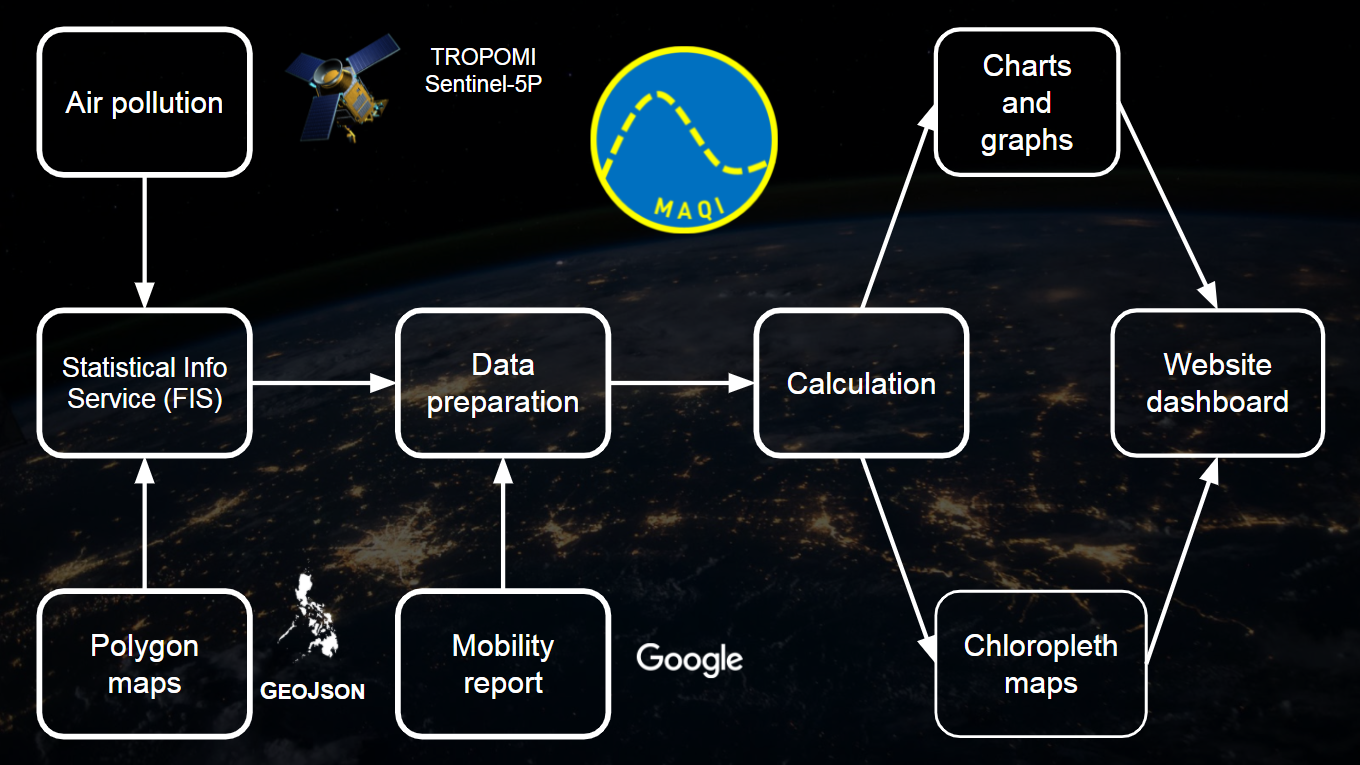 Air pollution
TROPOMI
Sentinel-5P
MAQI
Charts
and
graphs
Statistical Info
Service (FIS)
Data
preparation
Calculation
Website
dashboard
Polygon
maps
GEOJSON
Mobility
report
Google
Chloropleth
maps